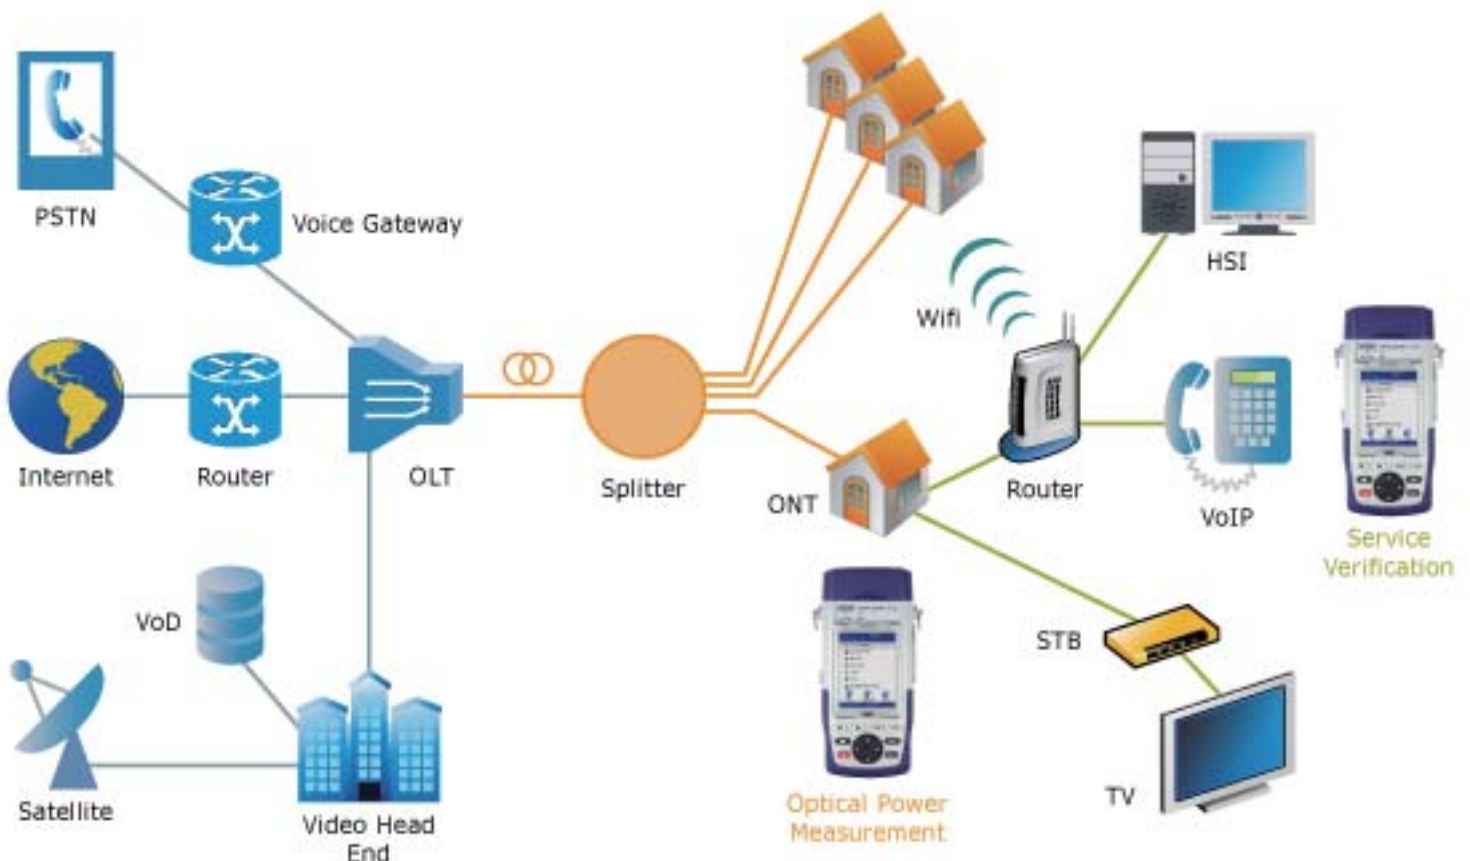 PSTN
Voice Gateway
HSI
Wifi
Internet
Router
OLT
Splitter
ONT
Router
VoIP
Service
Verification
VoD
STB
Satellite
Video Head
End
Optical Power
Measurement
TV